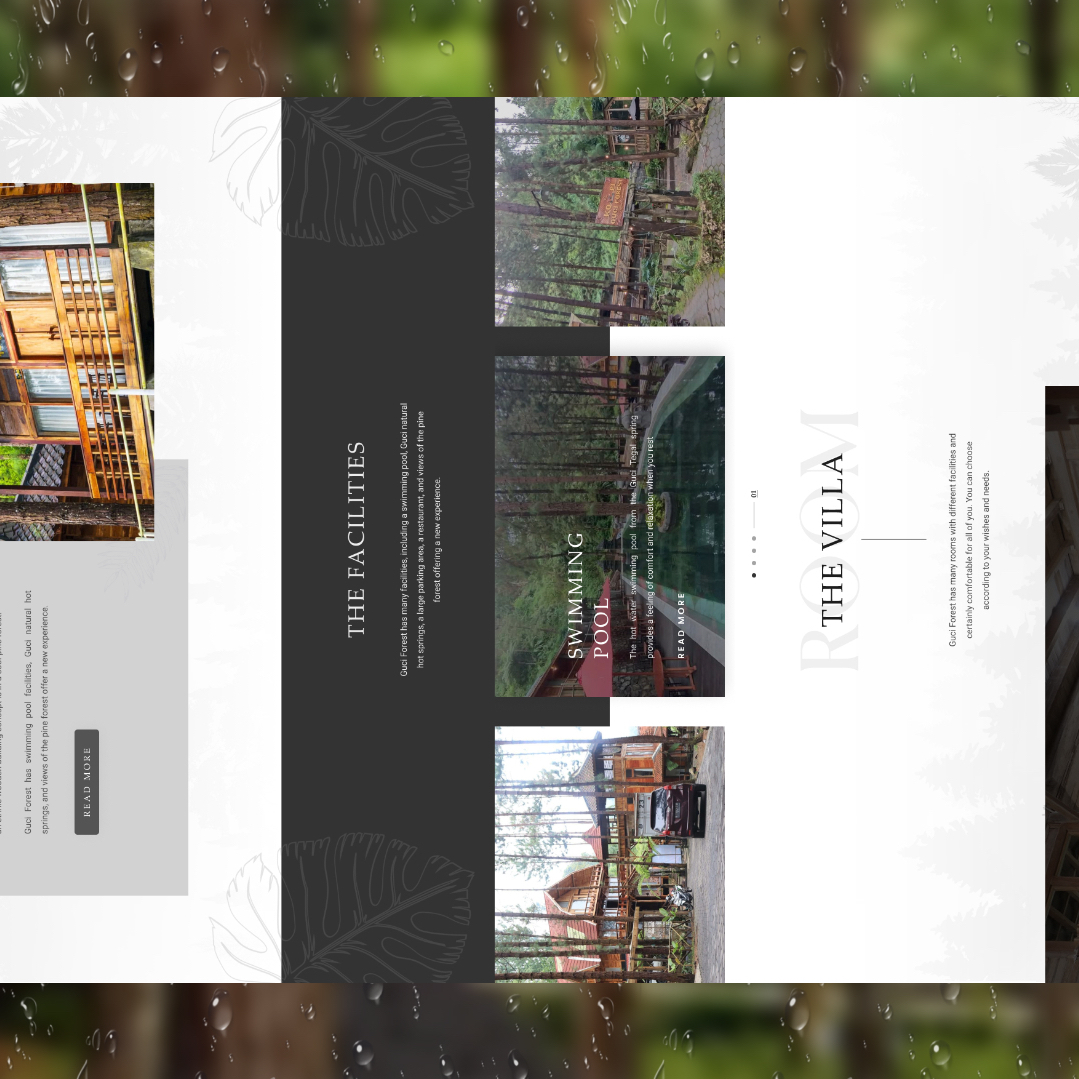 Guci Forest has swimming pool facilities, Guci natural hot
springs, and views of the pine forest offer a new experience.
READ MORE
THE FACILITIES
Guci Forest has many facilities, including a swimming pool, Guci natural
hot springs, a large parking area, a restaurant, and views of the pine
forest offering a new experience.
SWIMMING
POOL
The hot water swimming pool from the Guci Tegal spring
provides a feeling of comfort and relaxation when you rest
READ MORE
01
ROOM
THE VILLA
Guci Forest has many rooms with different facilities and
certainly comfortable for all of you. You can choose
according to your wishes and needs.